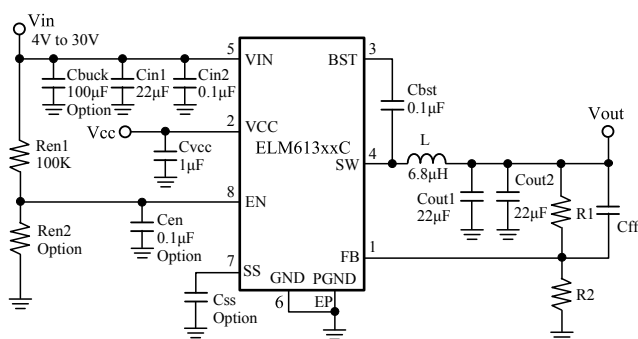 Vin
4V to 30V
5
VIN
BST
3
Cbuck
100μF
Option
Cin1
22μF
Cin2
0.1μF
Cbst
0.1μF
Vcc
2
VCC
ELM613xxC
Cvcc
1μF
Ren1
100K
SW
4
L
6.8μH
Vout
Cout1
22μF
Cout2
22μF
R1
Cff
8
EN
Cen
0.1μF
Option
Ren2
Option
FB
1
7
SS
Css
Option
GND
6
PGND
EP
R2